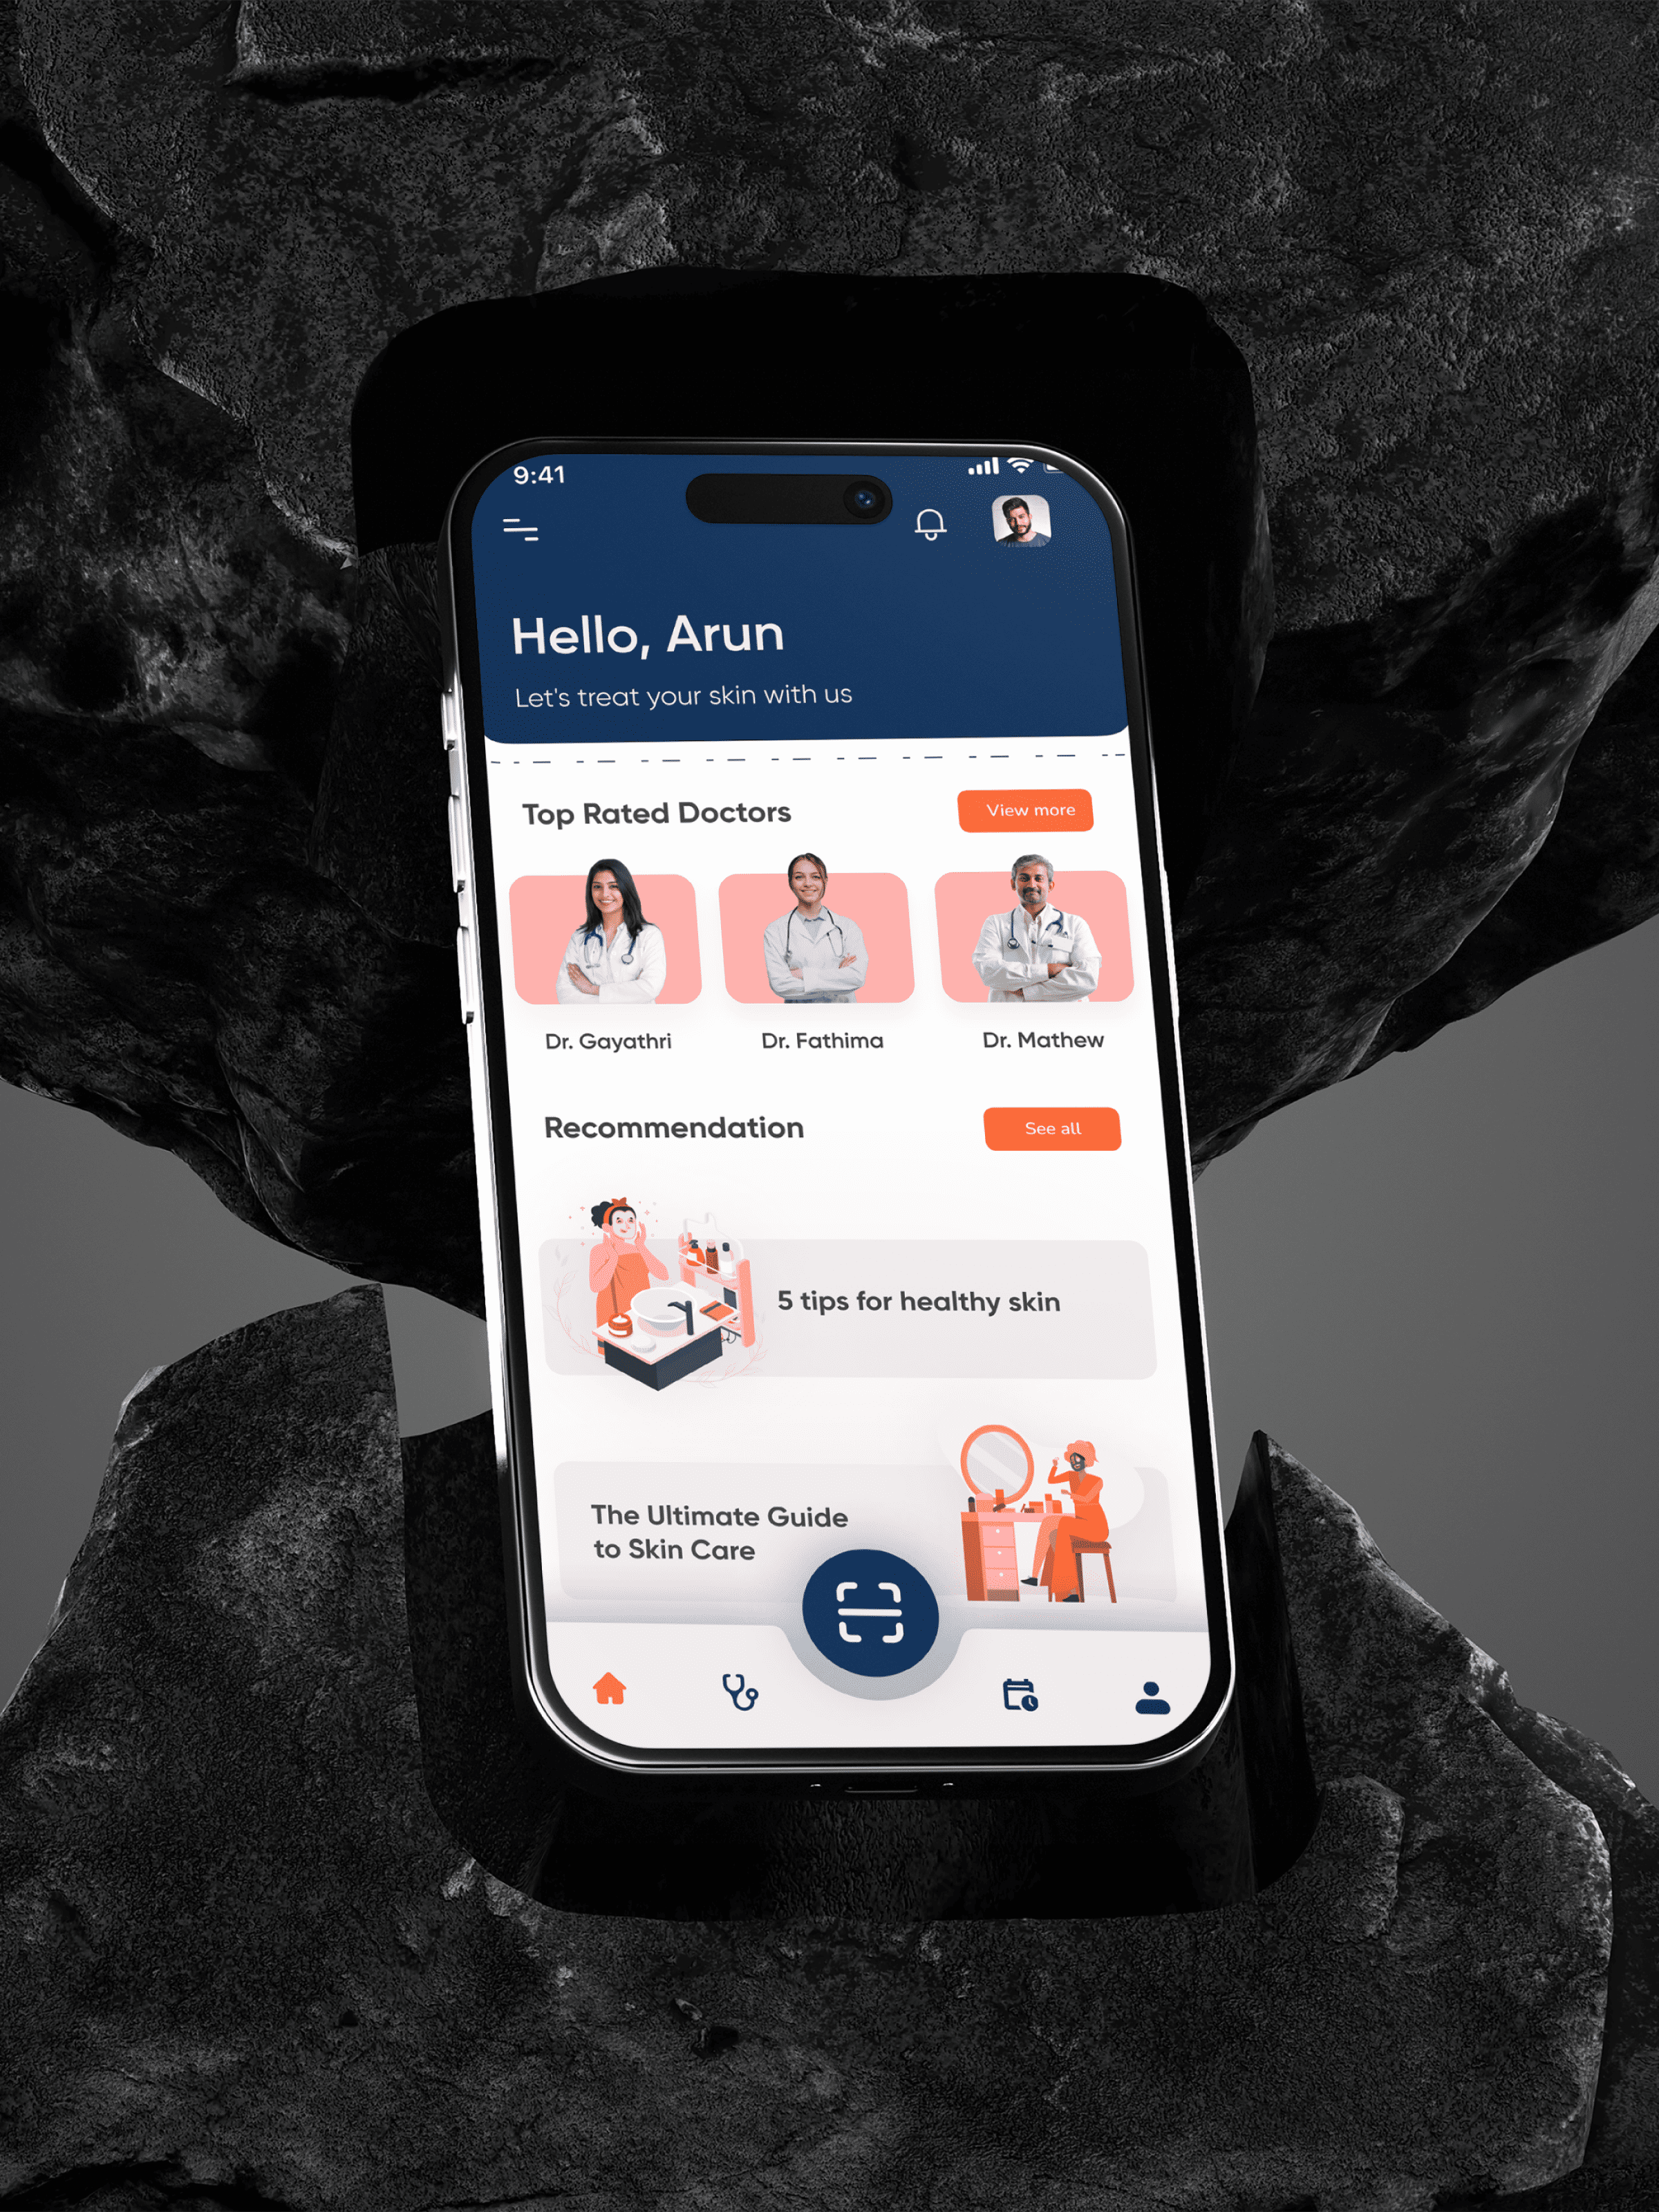 9:41
Hello, Arun
Let's treat your skin with us
Top Rated Doctors
View more
Dr. Gayathri
Dr. Fathima
Dr. Mathew
Recommendation
See all
5 tips for healthy skin
The Ultimate Guide
to Skin Care